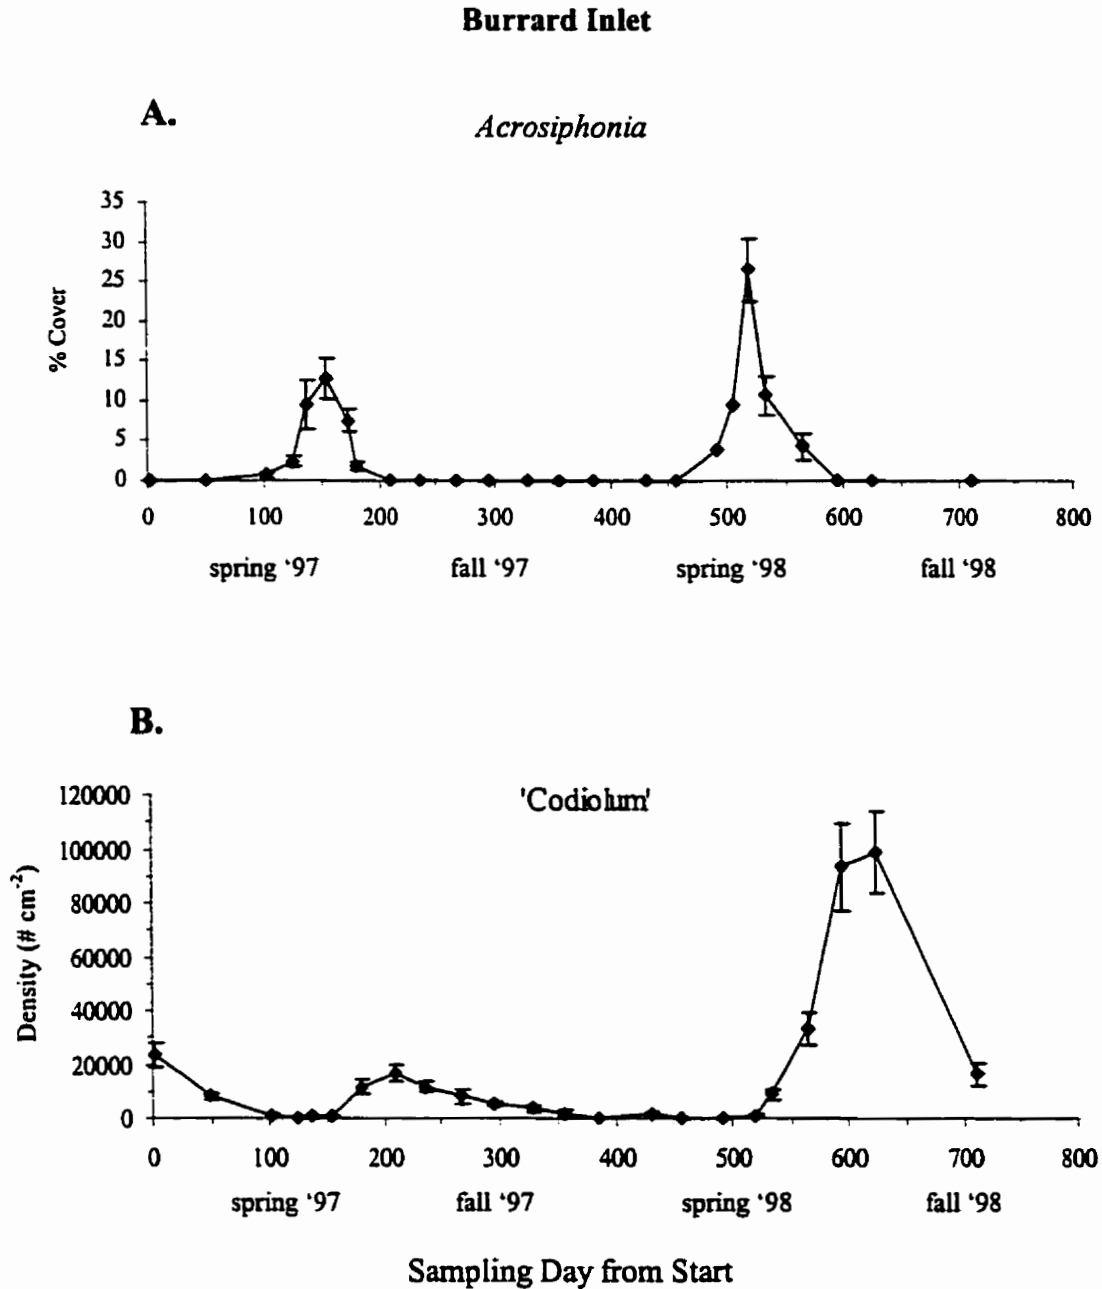 Burrard Inlet
A.
Acrosiphonia
35
30
25
20
15
10
5
0
% Cover
0 100 200 300 400 500 600 700 800
spring ‘97 fall ‘97 spring ‘98 fall ‘98
B.
'Codiolum'
120000
100000
80000
60000
40000
20000
0
Density (# cm⁻²)
0 100 200 300 400 500 600 700 800
spring ‘97 fall ‘97 spring ‘98 fall ‘98
Sampling Day from Start